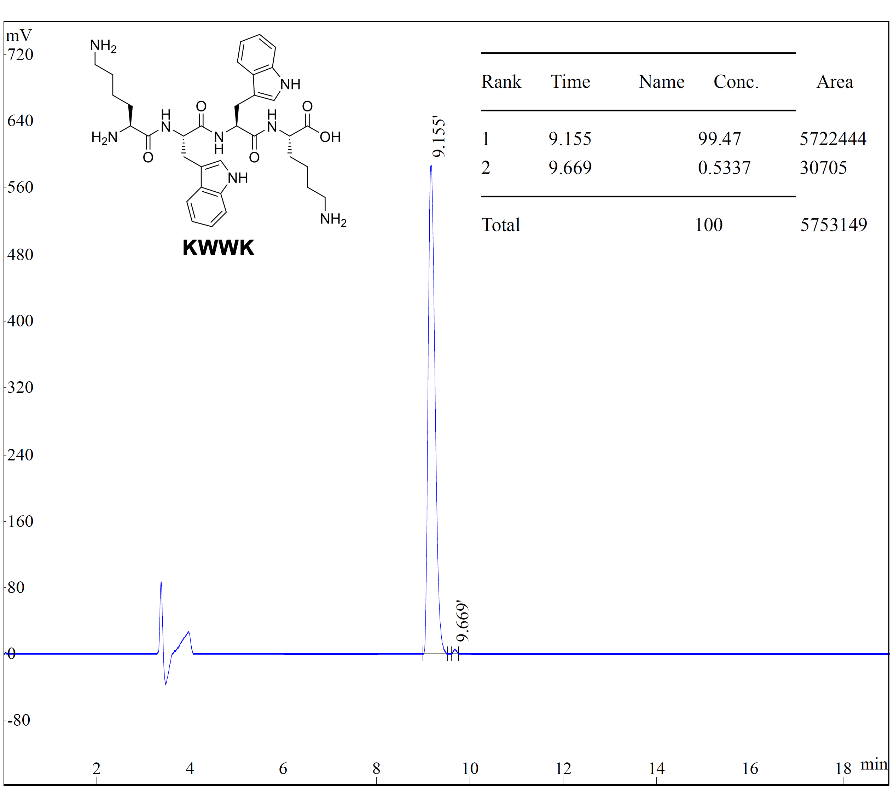 mV
720
640
560
480
400
320
240
160
80
0
-80
2 4 6 8 10 12 14 16 18 min
NH2
H2N
O
H
N
O
N
H
O
H
N
O
OH
NH
NH
NH2
KWWK
9.155'
9.669'
Rank Time Name Conc. Area
1 9.155 99.47 5722444
2 9.669 0.5337 30705
Total 100 5753149